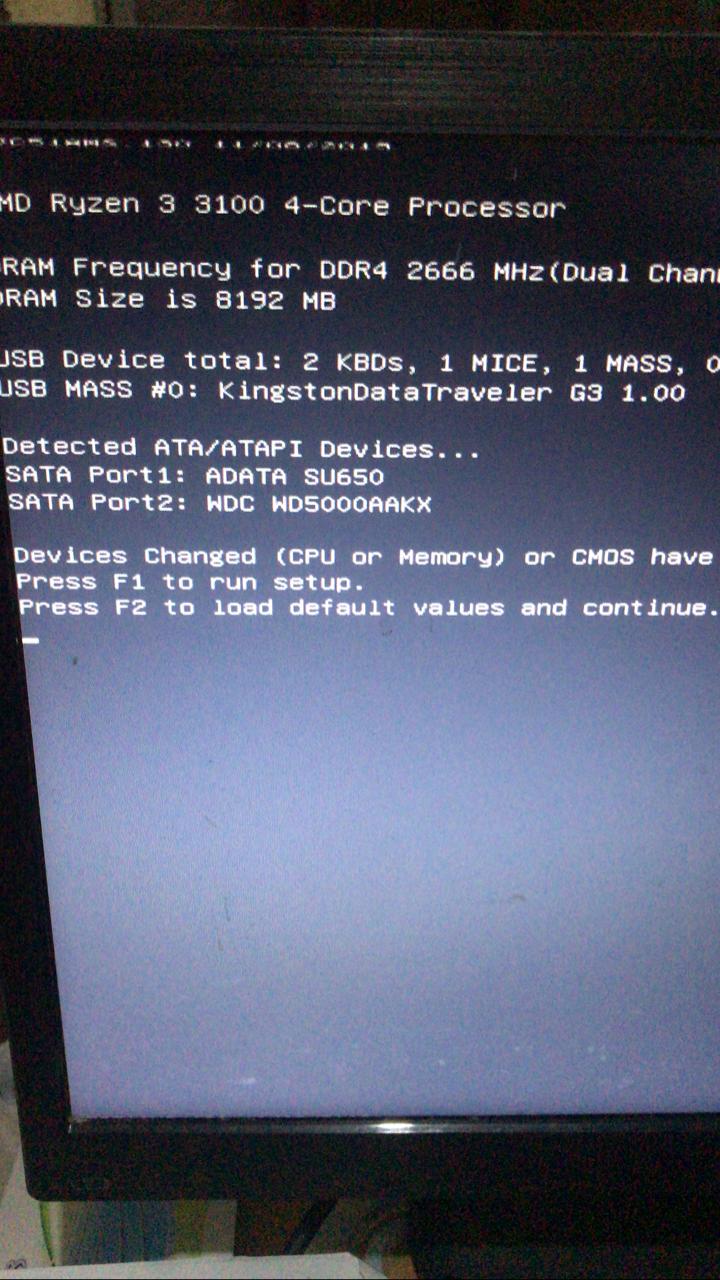 MD Ryzen 3 3100 4-Core Processor
RAM Frequency for DDR4 2666 MHz(Dual Chan
RAM Size is 8192 MB
USB Device total: 2 KBDs, 1 MICE, 1 MASS, 0
USB MASS #0: KingstonDataTraveler G3 1.00
Detected ATA/ATAPI Devices...
SATA Port1: ADATA SU650
SATA Port2: WDC WD5000AAKX
Devices Changed (CPU or Memory) or CMOS have
Press F1 to run setup.
Press F2 to load default values and continue.